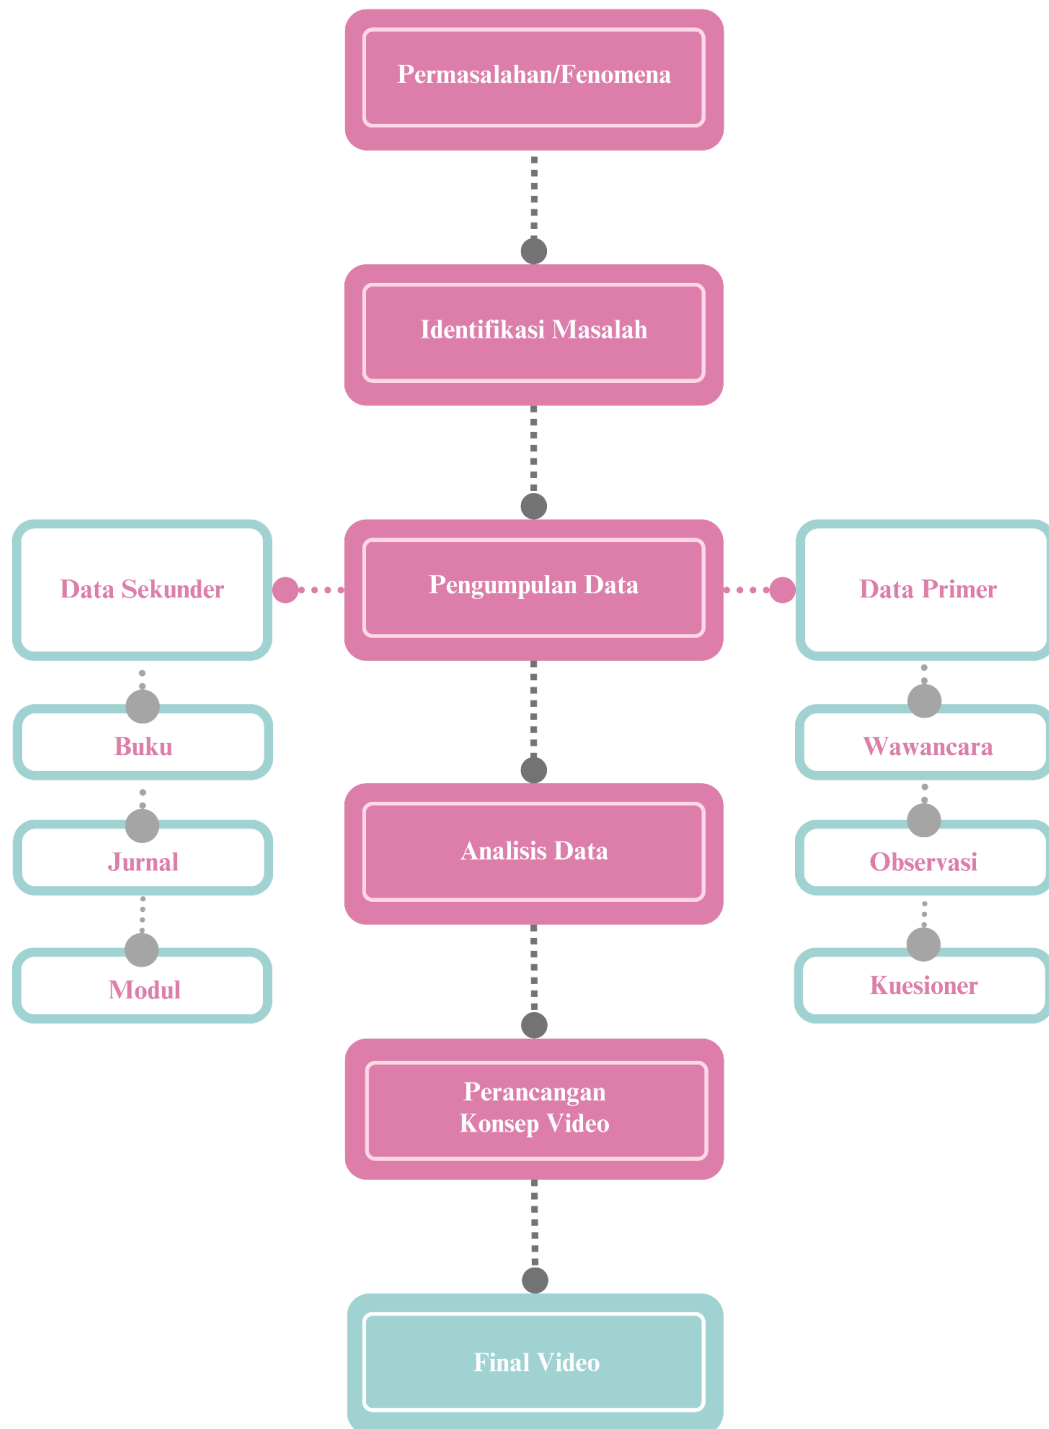 Permasalahan/Fenomena
Identifikasi Masalah
Data Sekunder
Pengumpulan Data
Data Primer
Buku
Wawancara
Jurnal
Analisis Data
Observasi
Modul
Kuesioner
Perancangan
Konsep Video
Final Video